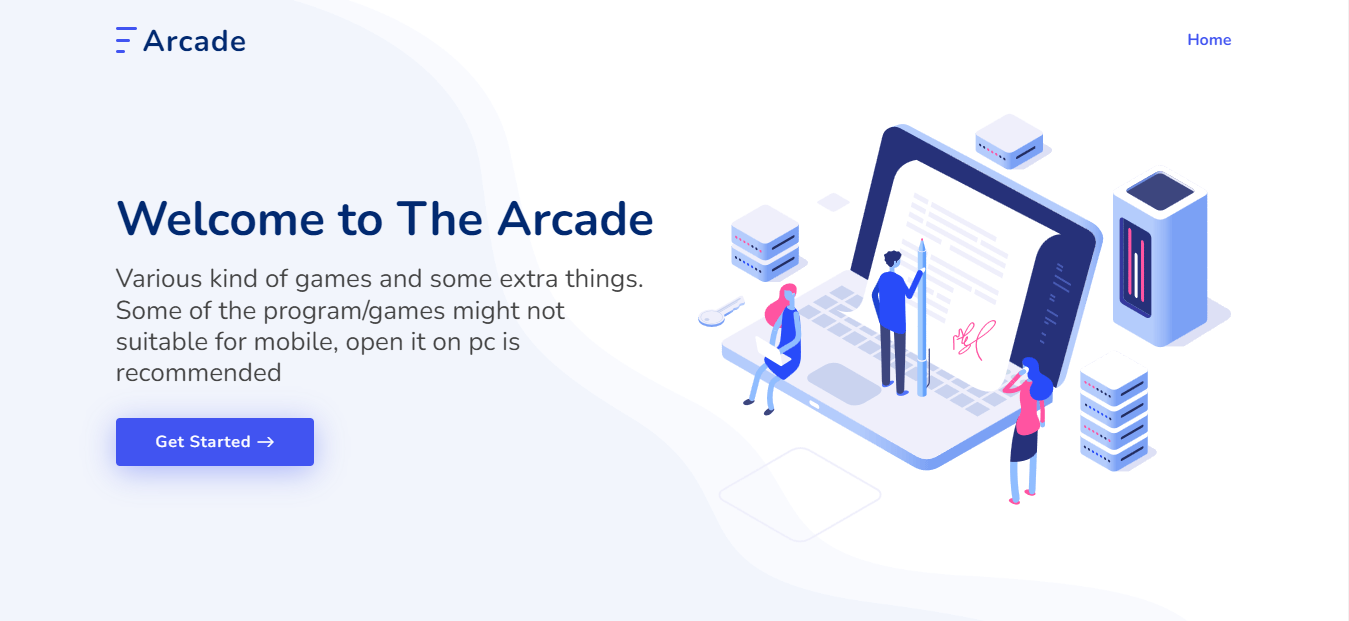 Arcade
Home
Welcome to The Arcade
Various kind of games and some extra things.
Some of the program/games might not
suitable for mobile, open it on pc is
recommended
Get Started →